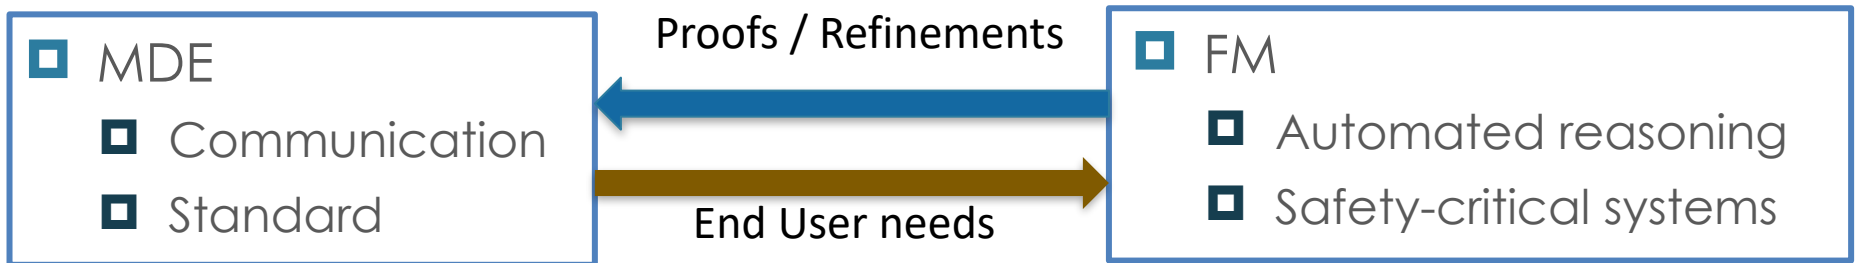 MDE
Communication
Standard
Proofs / Refinements
End User needs
FM
Automated reasoning
Safety-critical systems